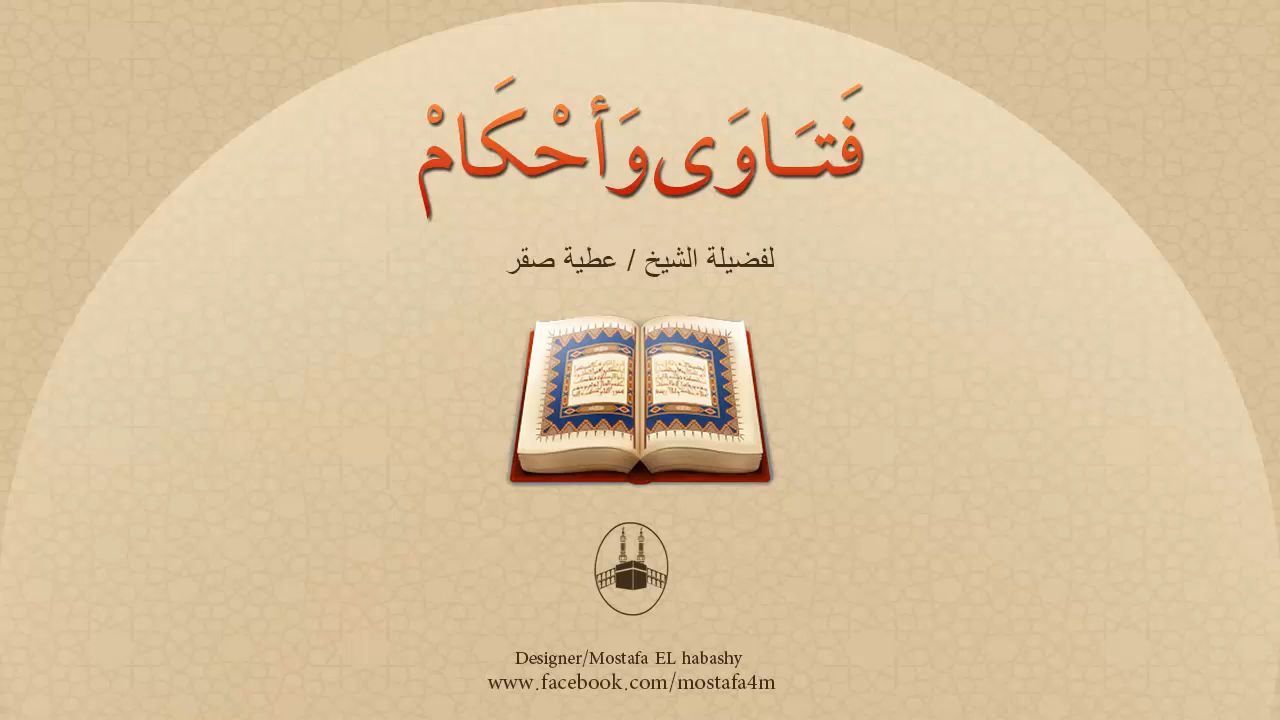 فَتَاوَى وَأَحْكَامْ
لفضيلة الشيخ / عطية صقر
Designer/Mostafa EL habashy
www.facebook.com/mostafa4m